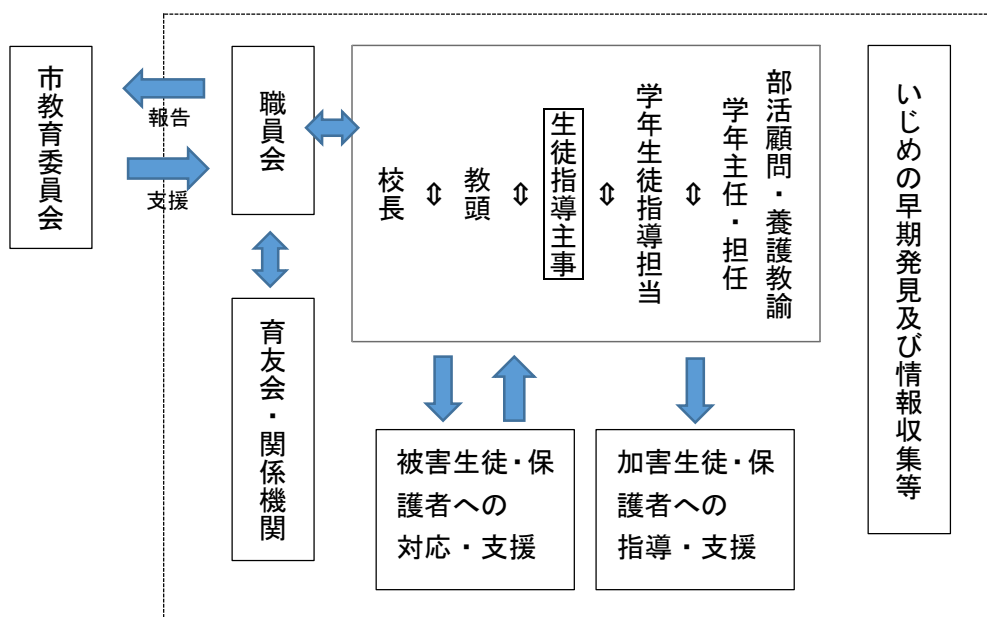 市教育委員会
報告
支援
職員会
育友会・関係機関
校長
⇕
教頭
⇕
生徒指導主事
⇕
学年生徒指導担当
⇕
学年主任・担任
部活顧問・養護教諭
被害生徒・保
護者への
対応・支援
加害生徒・保
護者への
指導・支援
いじめの早期発見及び情報収集等